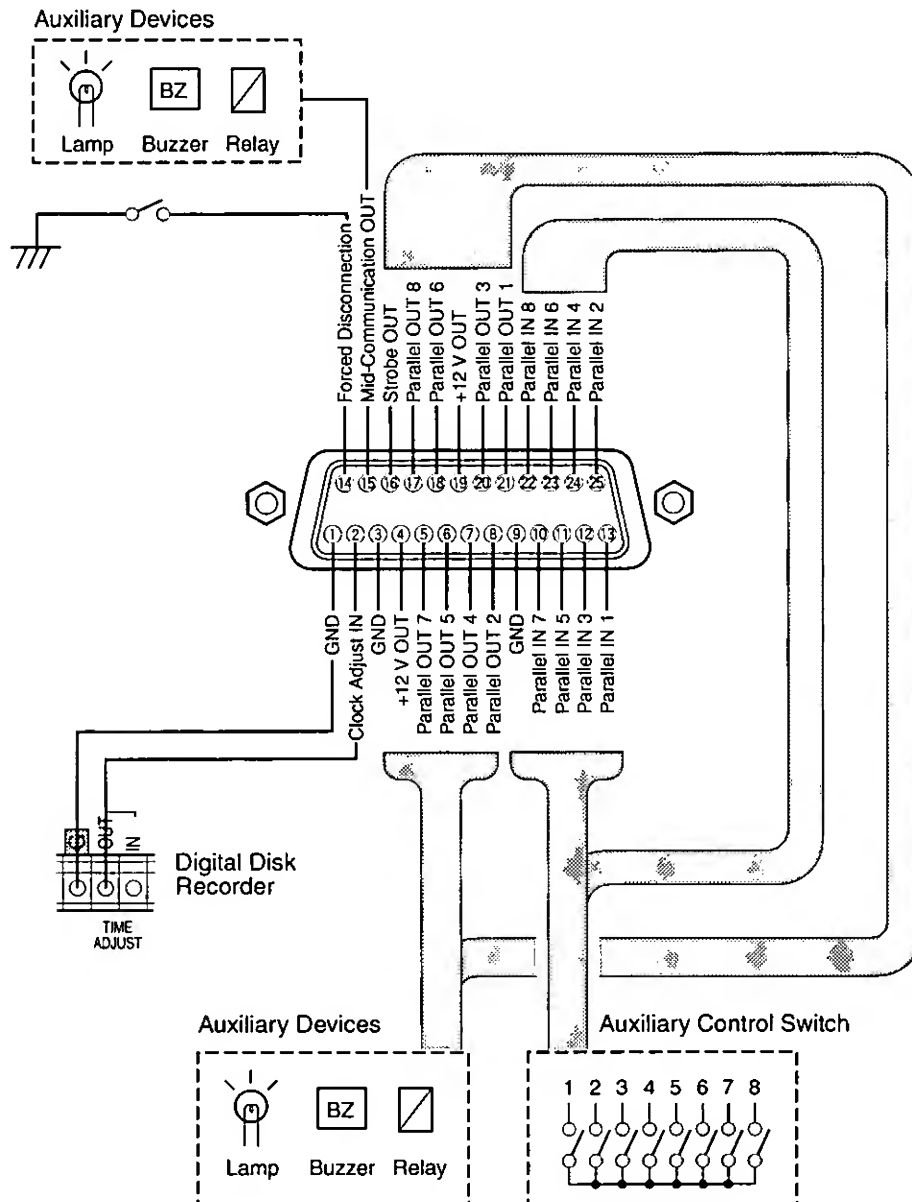 Auxiliary Devices
BZ
Lamp Buzzer Relay
Forced Disconnection
Mid-Communication OUT
Strobe OUT
Parallel OUT 8
Parallel OUT 6
+12 V OUT
Parallel OUT 3
Parallel OUT 1
Parallel IN 8
Parallel IN 6
Parallel IN 4
Parallel IN 2
14 15 16 17 18 19 20 21 22 23 24 25
1 2 3 4 5 6 7 8 9 10 11 12 13
GND
Clock Adjust IN
GND
+12 V OUT
Parallel OUT 7
Parallel OUT 5
Parallel OUT 4
Parallel OUT 2
GND
Parallel IN 7
Parallel IN 5
Parallel IN 3
Parallel IN 1
G
OUT
IN
Digital Disk
Recorder
TIME
ADJUST
Auxiliary Devices
BZ
Lamp Buzzer Relay
Auxiliary Control Switch
1 2 3 4 5 6 7 8